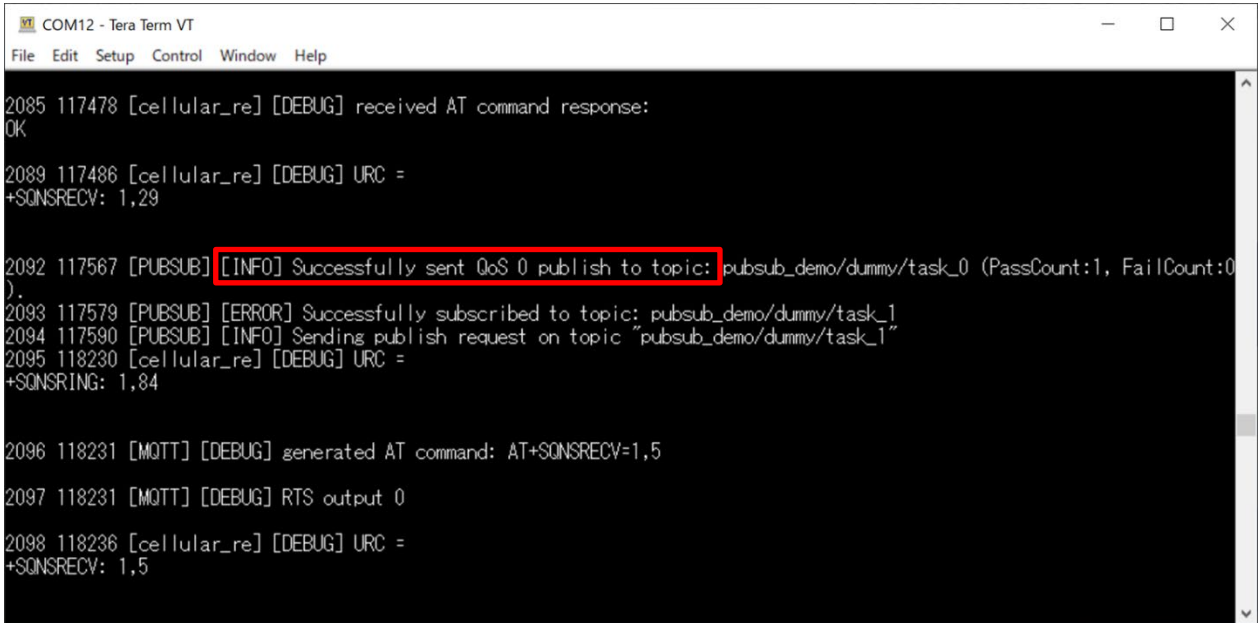 COM12 - Tera Term VT
File Edit Setup Control Window Help
2085 117478 [cellular_re] [DEBUG] received AT command response:
OK
2089 117486 [cellular_re] [DEBUG] URC =
+SQNSRECV: 1,29
2092 117567 [PUBSUB] [INFO] Successfully sent QoS 0 publish to topic: pubsub_demo/dummy/task_0 (PassCount:1, FailCount:0
).
2093 117579 [PUBSUB] [ERROR] Successfully subscribed to topic: pubsub_demo/dummy/task_1
2094 117590 [PUBSUB] [INFO] Sending publish request on topic "pubsub_demo/dummy/task_1"
2095 118230 [cellular_re] [DEBUG] URC =
+SQNSRING: 1,84
2096 118231 [MQTT] [DEBUG] generated AT command: AT+SQNSRECV=1,5
2097 118231 [MQTT] [DEBUG] RTS output 0
2098 118236 [cellular_re] [DEBUG] URC =
+SQNSRECV: 1,5